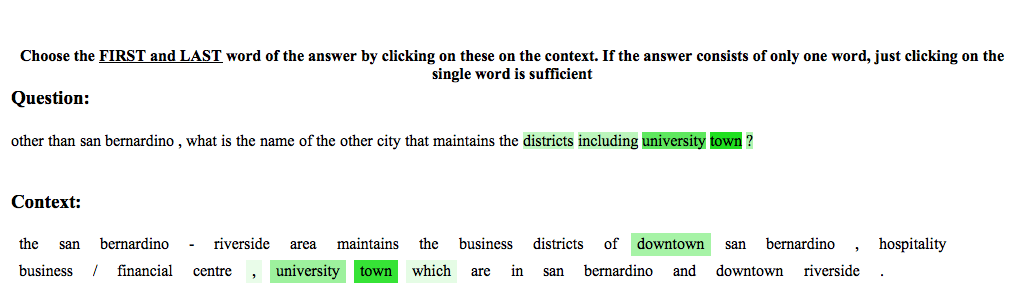 Choose the FIRST and LAST word of the answer by clicking on these on the context. If the answer consists of only one word, just clicking on the
single word is sufficient
Question:
other than san bernardino , what is the name of the other city that maintains the districts including university town ?
Context:
the san bernardino - riverside area maintains the business districts of downtown san bernardino , hospitality
business / financial centre , university town which are in san bernardino and downtown riverside .